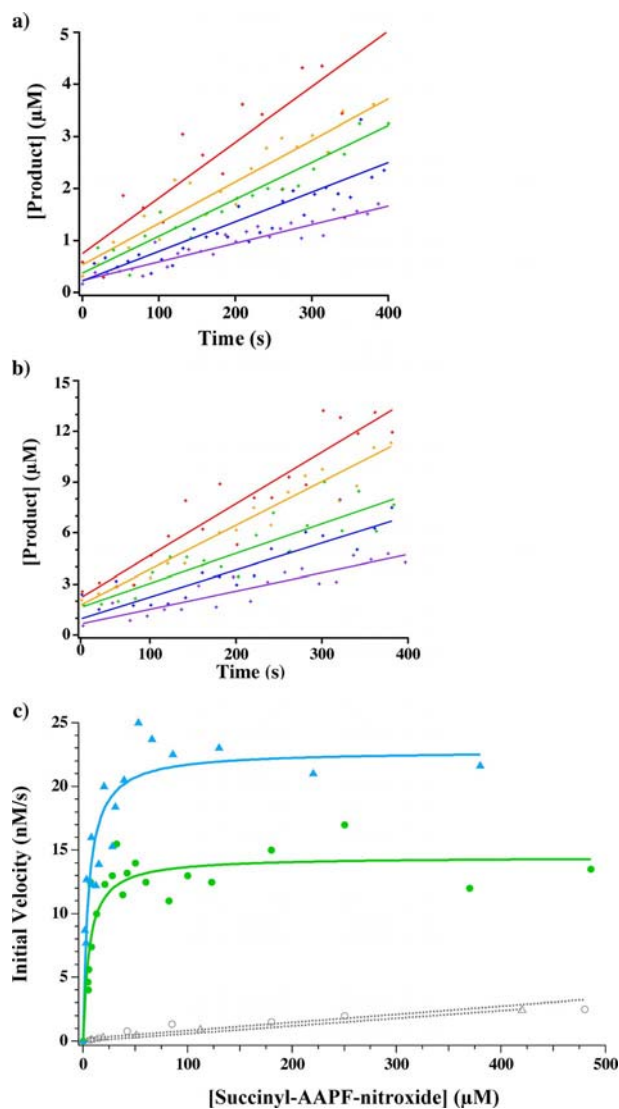 a)
5
4
3
2
1
0
[Product] (µM)
0 100 200 300 400
Time (s)
b)
15
12
9
6
3
0
[Product] (µM)
0 100 200 300 400
Time (s)
c)
25
20
15
10
5
0
Initial Velocity (nM/s)
0 100 200 300 400 500
[Succinyl-AAPF-nitroxide] (µM)